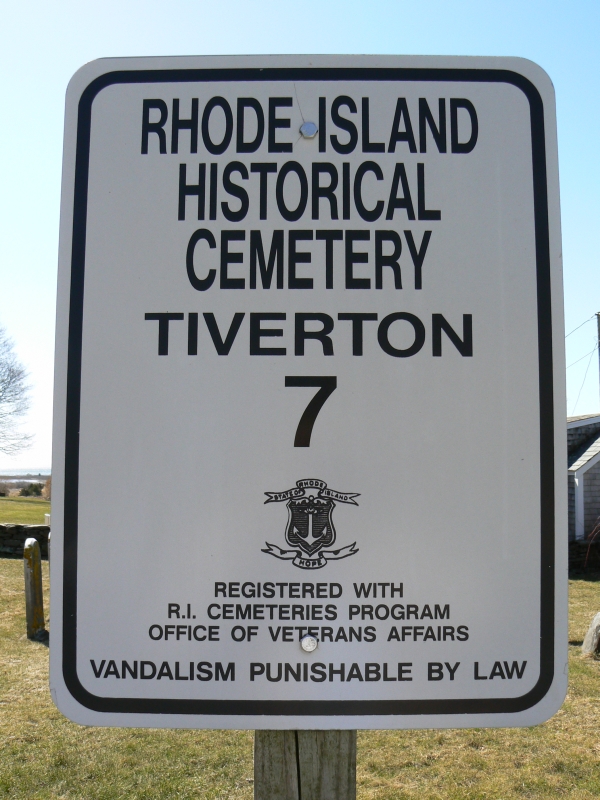 RHODE ISLAND
HISTORICAL
CEMETERY
TIVERTON
7
RHODE
STATE OF ISLAND
HOPE
REGISTERED WITH
R.I. CEMETERIES PROGRAM
OFFICE OF VETERANS AFFAIRS
VANDALISM PUNISHABLE BY LAW